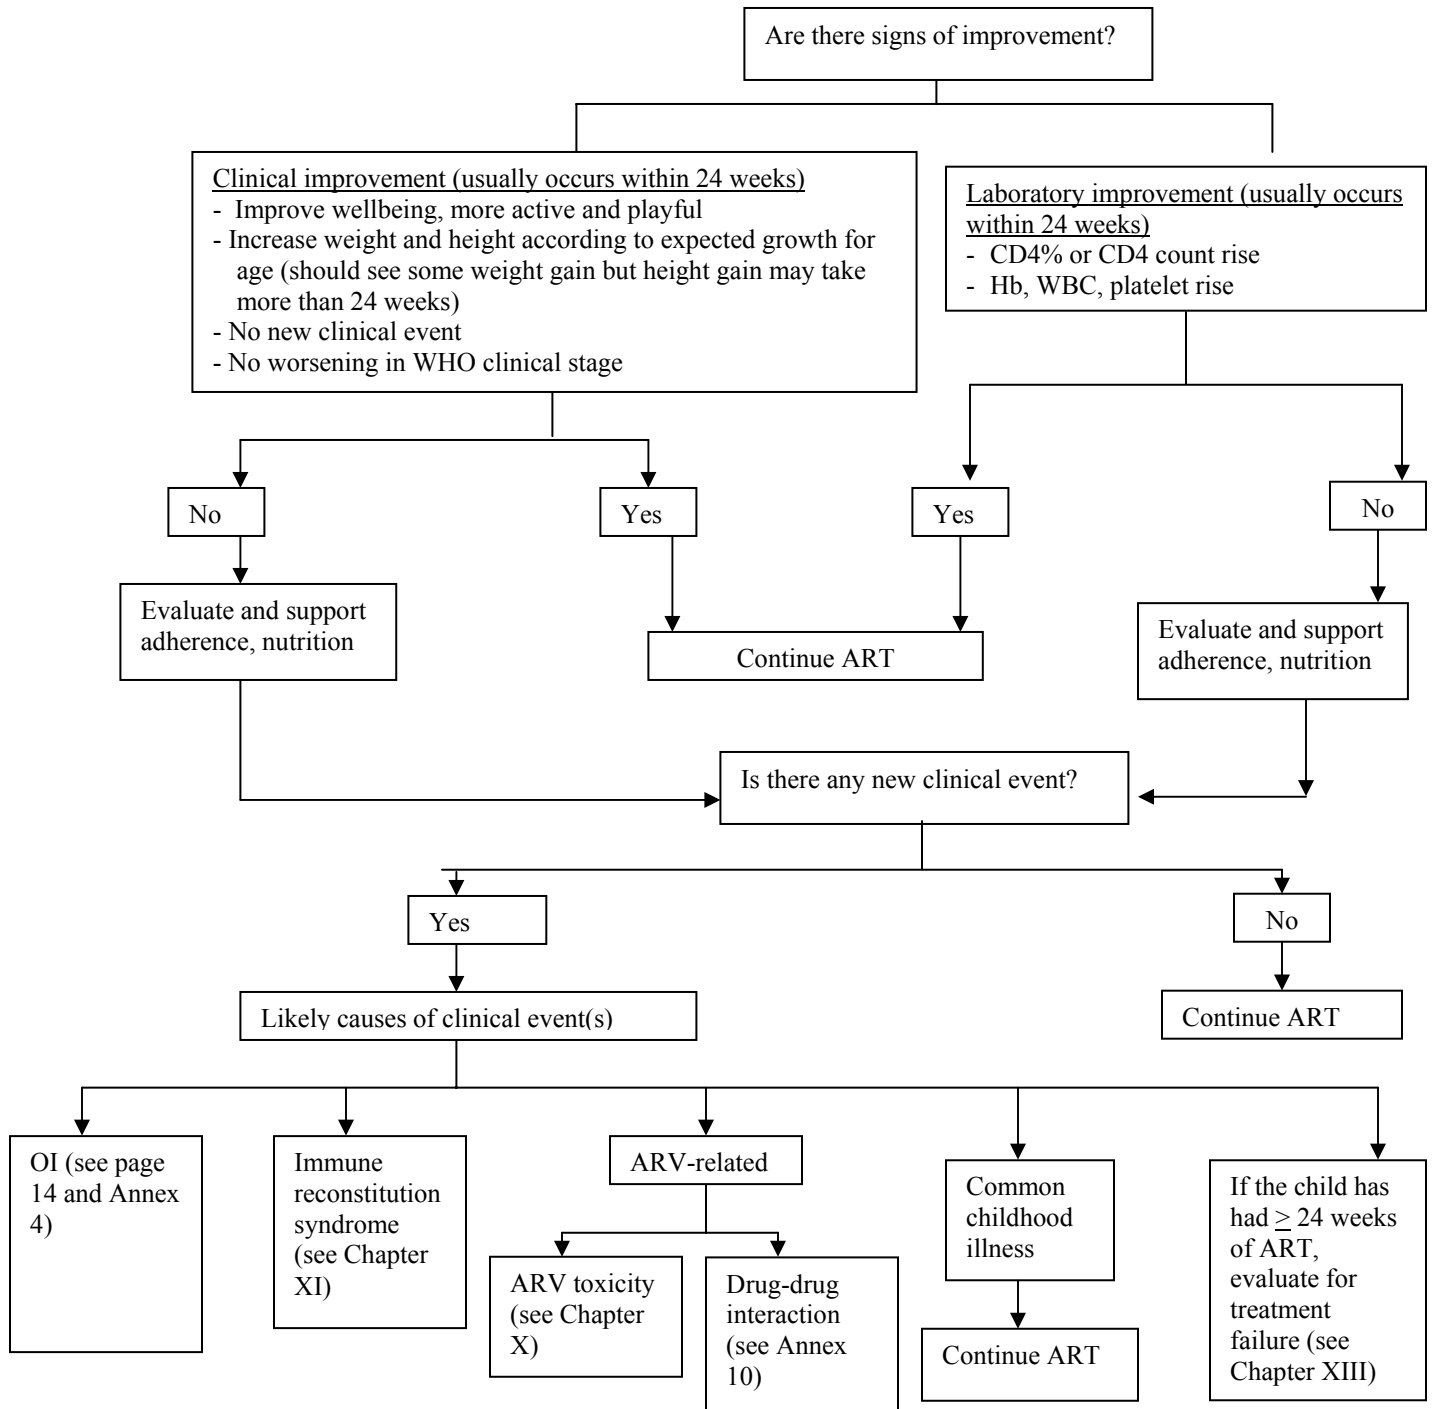 Are there signs of improvement?
Clinical improvement (usually occurs within 24 weeks)
- Improve wellbeing, more active and playful
- Increase weight and height according to expected growth for
age (should see some weight gain but height gain may take
more than 24 weeks)
- No new clinical event
- No worsening in WHO clinical stage
Laboratory improvement (usually occurs
within 24 weeks)
- CD4% or CD4 count rise
- Hb, WBC, platelet rise
No
Yes
Yes
No
Evaluate and support
adherence, nutrition
Continue ART
Evaluate and support
adherence, nutrition
Is there any new clinical event?
Yes
No
Likely causes of clinical event(s)
Continue ART
OI (see page
14 and Annex
4)
Immune
reconstitution
syndrome
(see Chapter
XI)
ARV-related
ARV toxicity
(see Chapter
X)
Drug-drug
interaction
(see Annex
10)
Common
childhood
illness
Continue ART
If the child has
had ≥ 24 weeks
of ART,
evaluate for
treatment
failure (see
Chapter XIII)